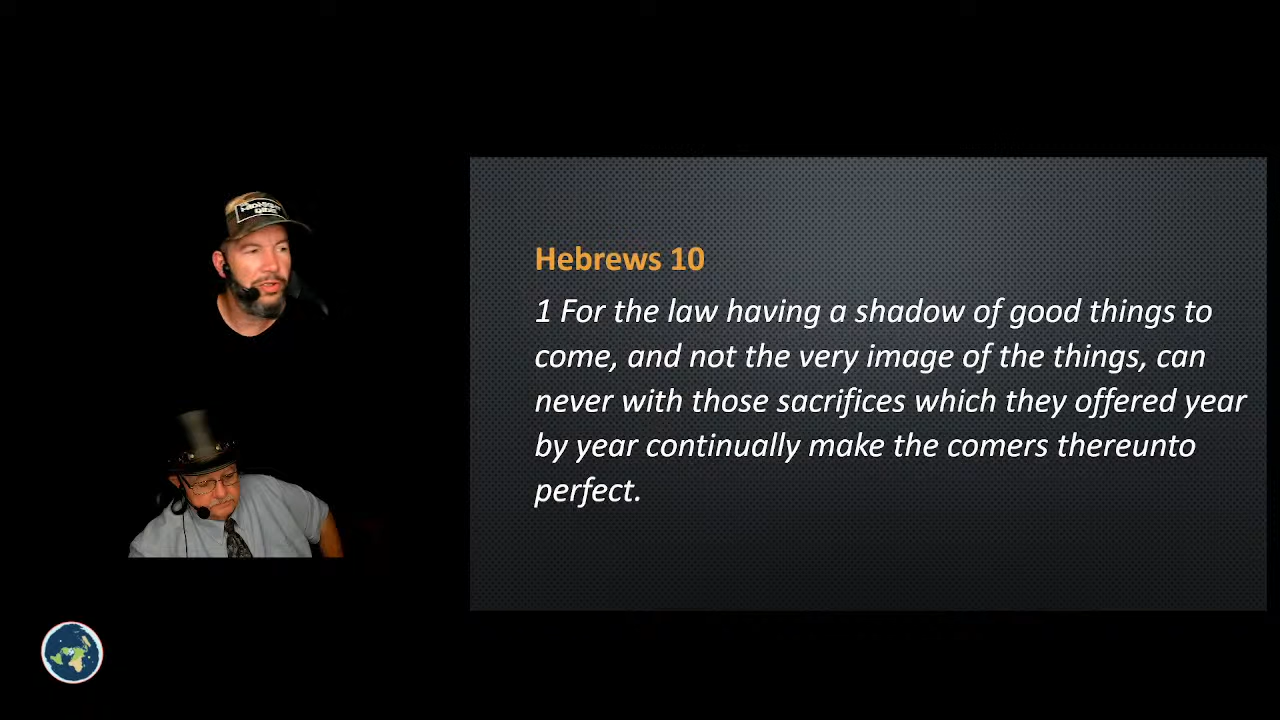 MIDNIGHT
RIDE
Hebrews 10
1 For the law having a shadow of good things to
come, and not the very image of the things, can
never with those sacrifices which they offered year
by year continually make the comers thereunto
perfect.